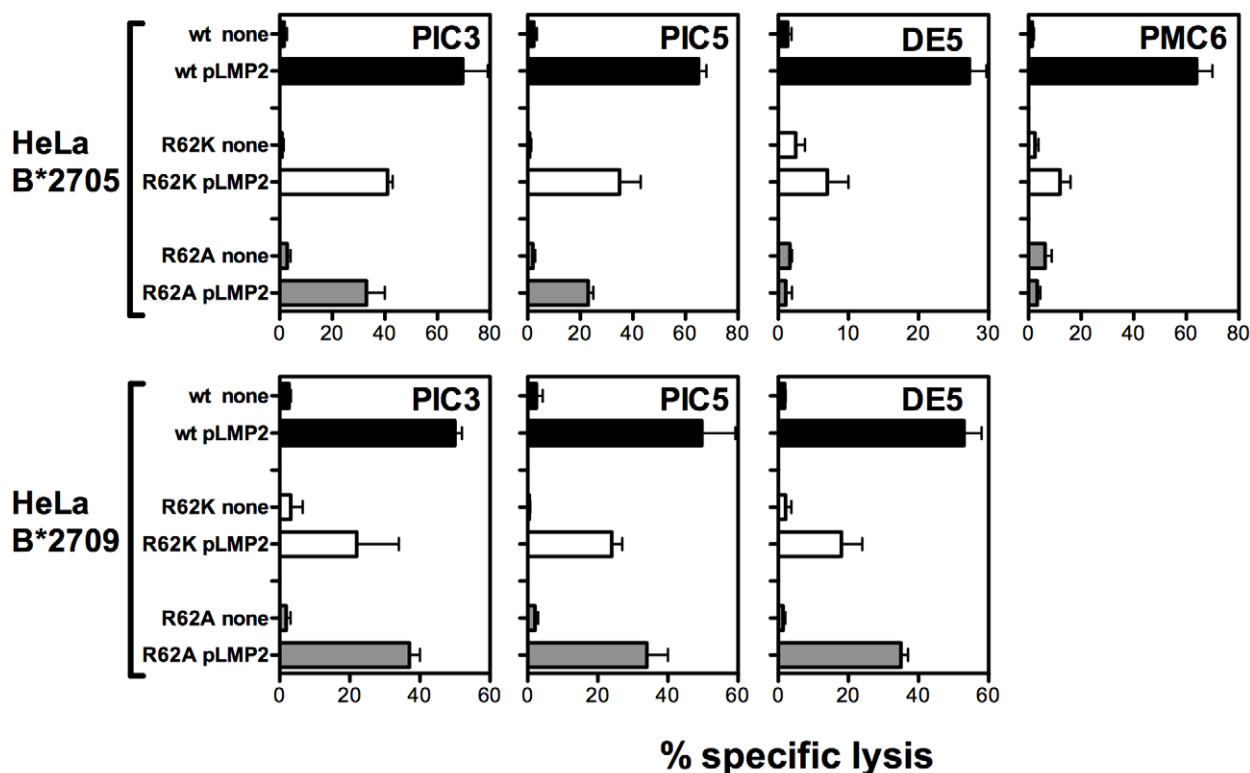 PIC3 PIC5 DE5 PMC6
HeLa
B*2705
wt none
wt pLMP2
R62K none
R62K pLMP2
R62A none
R62A pLMP2
0 20 40 60 80 0 20 40 60 80 0 10 20 30 0 20 40 60 80
PIC3 PIC5 DE5
HeLa
B*2709
wt none
wt pLMP2
R62K none
R62K pLMP2
R62A none
R62A pLMP2
0 20 40 60 0 20 40 60 0 20 40 60
% specific lysis